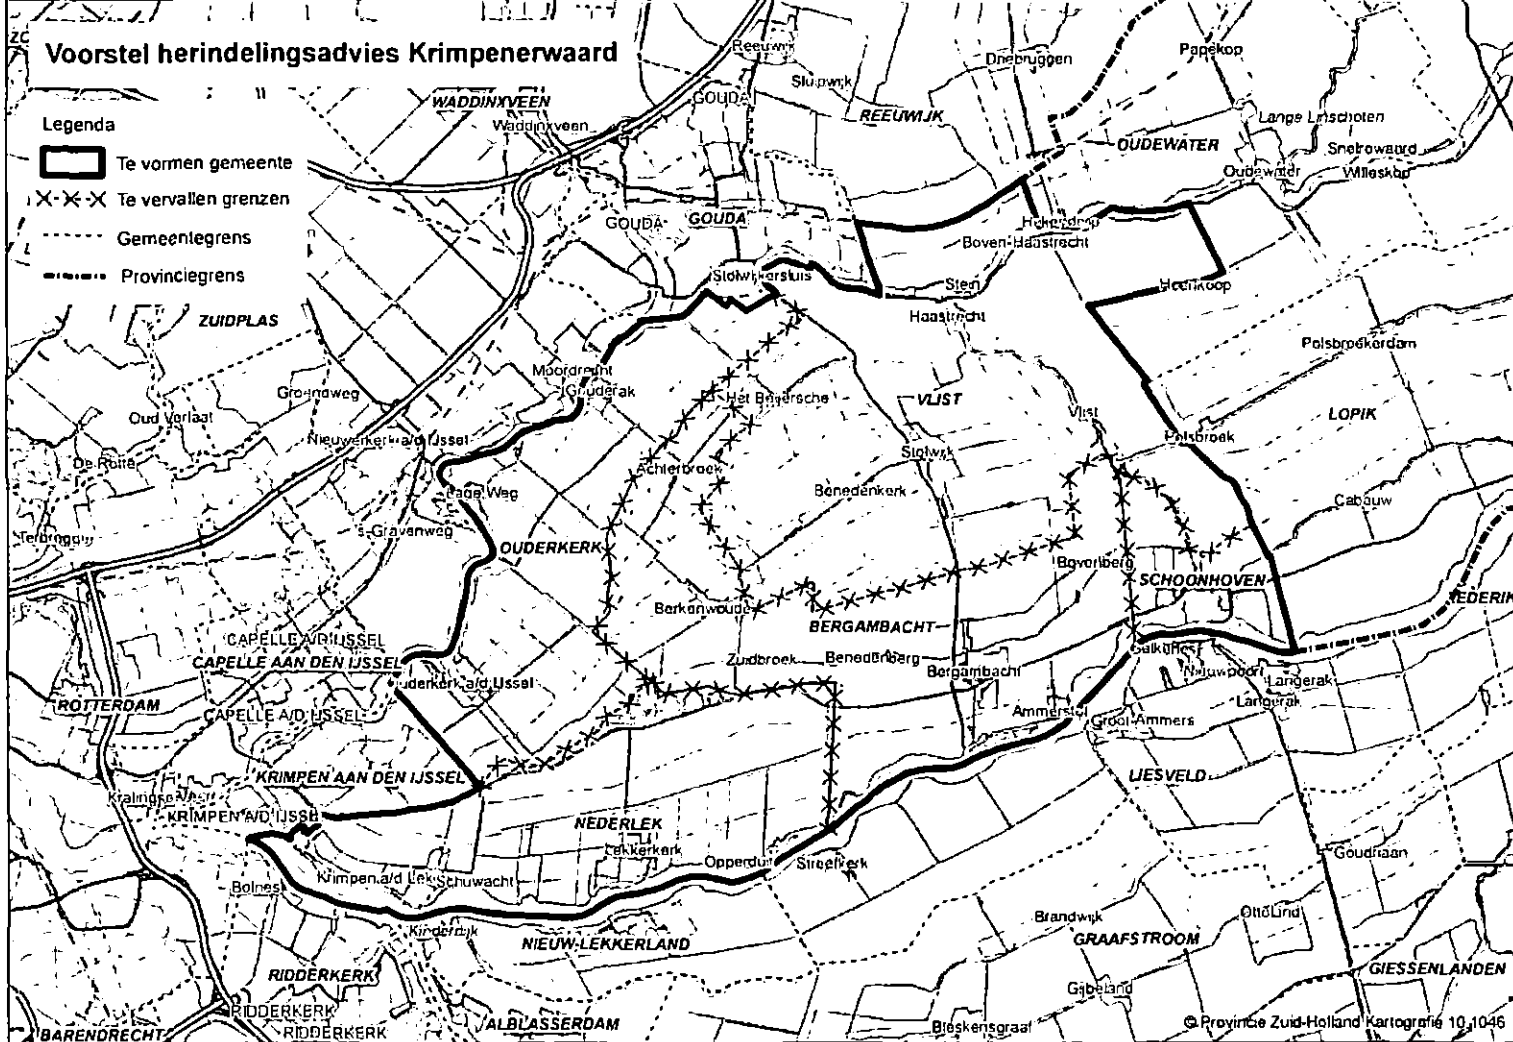 Voorstel herindelingsadvies Krimpenerwaard
Legenda
Te vormen gemeente
Te vervallen grenzen
Gemeentegrens
Provinciegrens
Reeuwijk
Sluipwijk
Driebruggen
Papekop
WADDINXVEEN
Waddinxveen
GOUDA
REEUWIJK
OUDEWATER
Lange Linschoten
Snelrewaard
Oudewater
Willeskop
GOUDA
GOUDA
Hekendorp
Boven-Haastrecht
Stolwijkersluis
Stein
Heenkoop
Haastrecht
ZUIDPLAS
Polsbroekerdam
Moordrecht
Gouderak
Groendweg
Het Beijersche
VLIST
Vlist
LOPIK
Oud Verlaat
Nieuwerkerk a/d IJssel
Polsbroek
De Rotte
Achterbroek
Stolwijk
Lage Weg
Benedenkerk
Cabauw
's-Gravenweg
Terbregge
OUDERKERK
Bovenberg
SCHOONHOVEN
Berkenwoude
BERGAMBACHT
CAPELLE A/D IJSSEL
CAPELLE AAN DEN IJSSEL
Zuidbroek
Benedenberg
Bergambacht
Nieuwpoort
Langerak
ROTTERDAM
CAPELLE A/D IJSSEL
Ammerstol
Groot-Ammers
Langerak
KRIMPEN AAN DEN IJSSEL
LIESVELD
KRIMPEN A/D IJSSEL
NEDERLEK
Lekkerkerk
Opperduit
Streefkerk
Goudriaan
Bolnes
Krimpen a/d Lek
Schuwacht
Kinderdijk
NIEUW-LEKKERLAND
Brandwijk
Ottoland
GRAAFSTROOM
RIDDERKERK
GIESSENLANDEN
Gijbeland
RIDDERKERK
ALBLASSERDAM
Bleskensgraaf
BARENDRECHT
RIDDERKERK
© Provincie Zuid-Holland Kartografie 10.1046